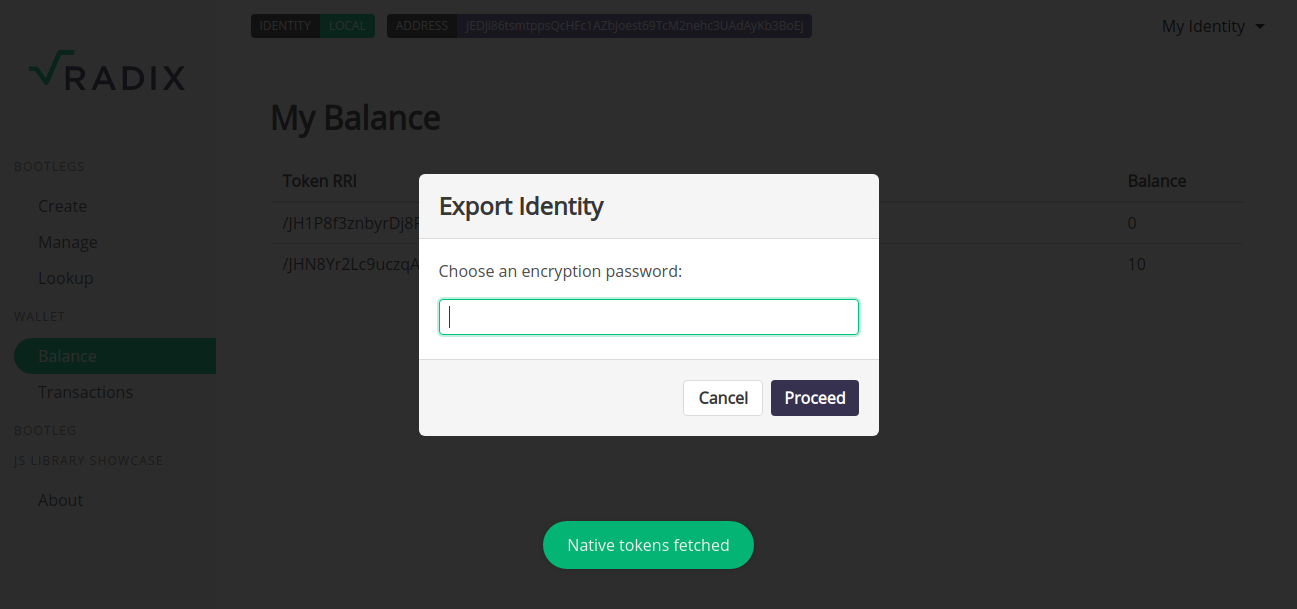 IDENTITY LOCAL ADDRESS JEDJi86tsmtppsQcHFc1AZbJoest69TcM2nehc3UAdAyKb3BoEj My Identity
RADIX
My Balance
BOOTLEGS
Create
Manage
Lookup
WALLET
Balance
Transactions
BOOTLEG
JS LIBRARY SHOWCASE
About
Token RRI Balance
/JH1P8f3znbyrDj8F 0
/JHN8Yr2Lc9uczqA 10
Export Identity
Choose an encryption password:
Cancel Proceed
Native tokens fetched